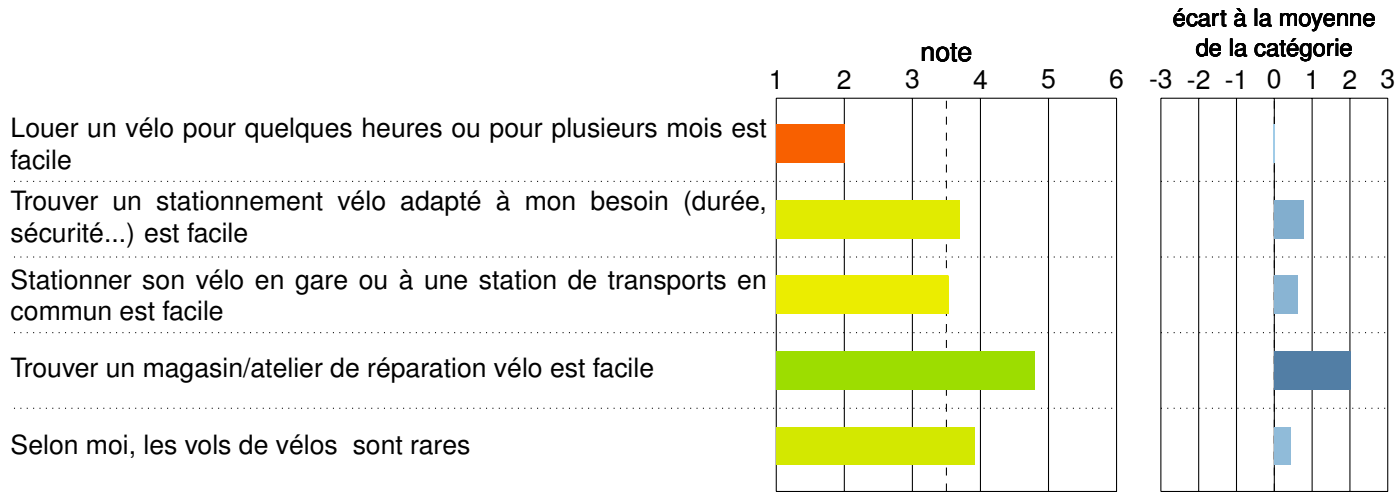 écart à la moyenne
note
de la catégorie
1 2 3 4 5 6 -3 -2 -1 0 1 2 3
Louer un vélo pour quelques heures ou pour plusieurs mois est
facile
Trouver un stationnement vélo adapté à mon besoin (durée,
sécurité...) est facile
Stationner son vélo en gare ou à une station de transports en
commun est facile
Trouver un magasin/atelier de réparation vélo est facile
Selon moi, les vols de vélos sont rares